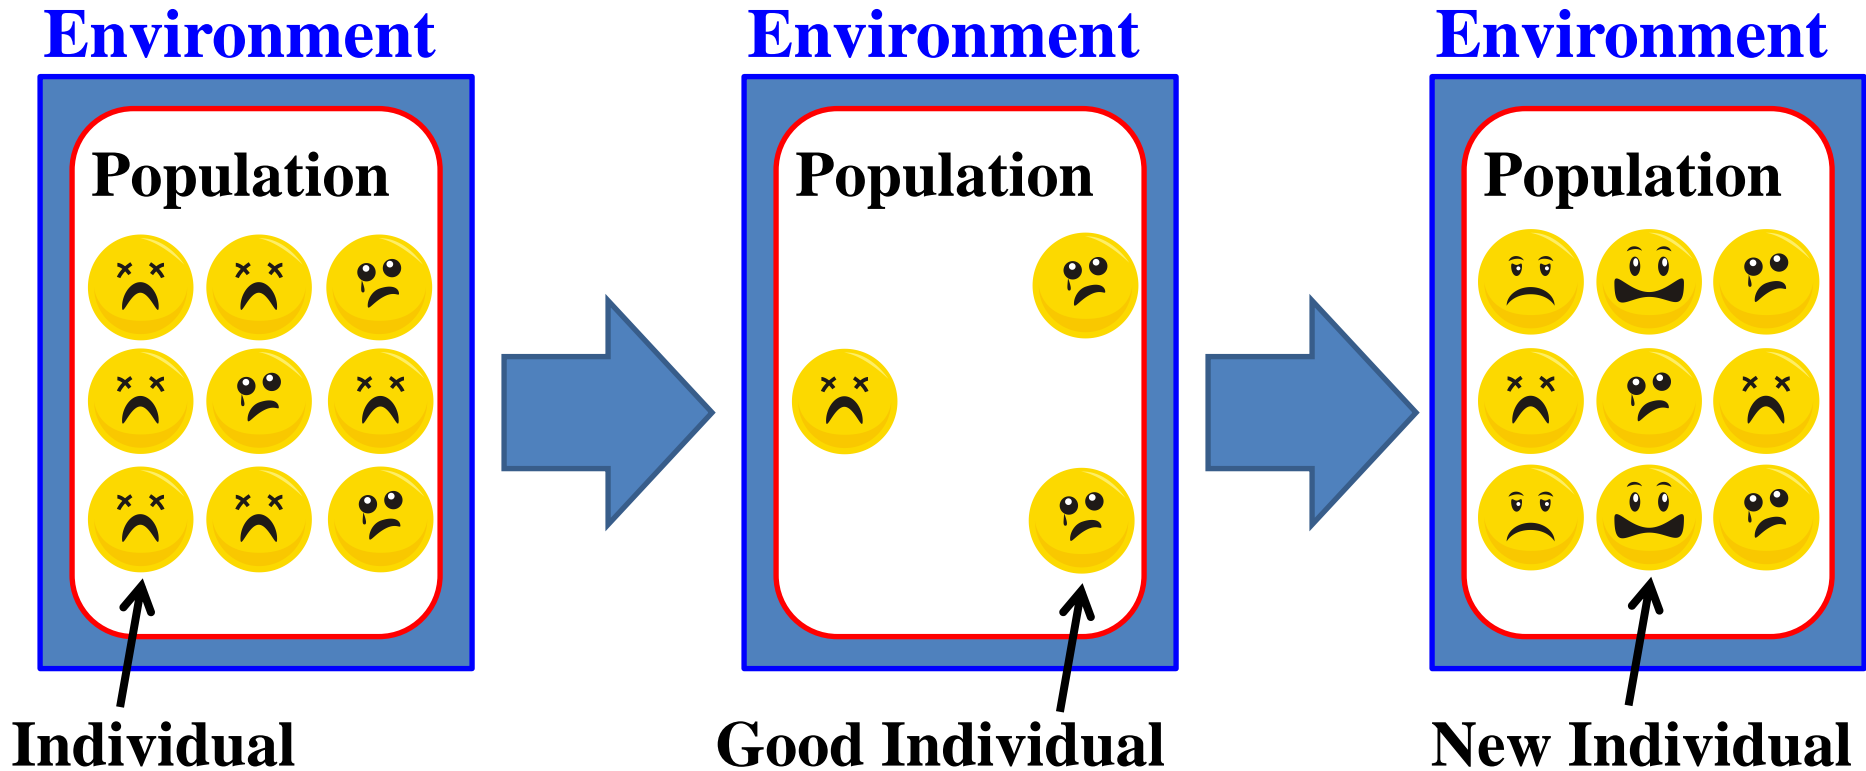 Environment
Environment
Environment
Population
Population
Population
Individual
Good Individual
New Individual